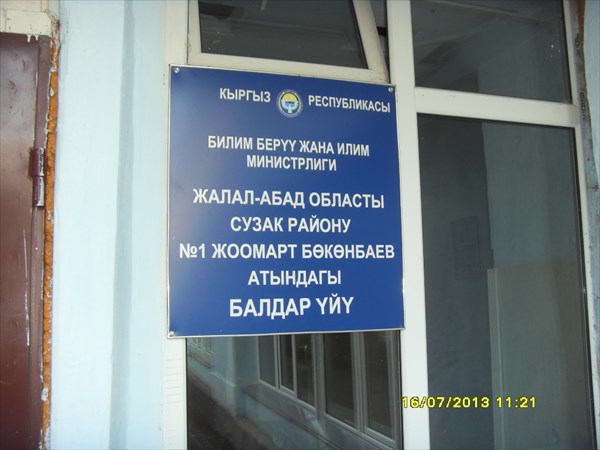 КЫРГЫЗ РЕСПУБЛИКАСЫ
БИЛИМ БЕРҮҮ ЖАНА ИЛИМ
МИНИСТРЛИГИ
ЖАЛАЛ-АБАД ОБЛАСТЫ
СУЗАК РАЙОНУ
№1 ЖООМАРТ БӨКӨНБАЕВ
АТЫНДАГЫ
БАЛДАР ҮЙҮ
16/07/2013 11:21